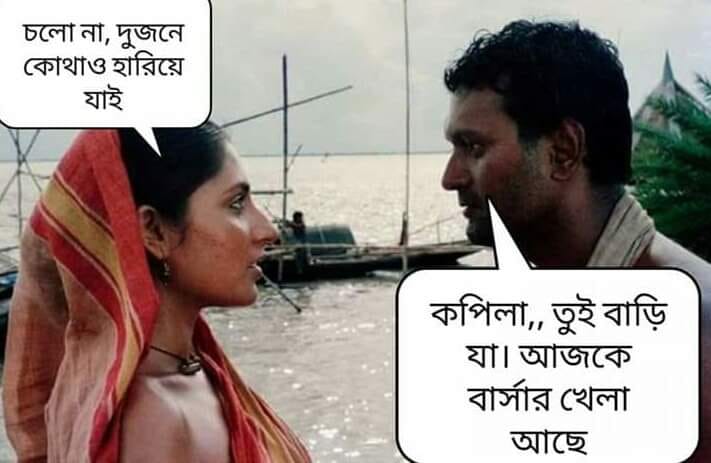 চলো না, দুজনে
কোথাও হারিয়ে
যাই
কপিলা,, তুই বাড়ি
যা। আজকে
বার্সার খেলা
আছে